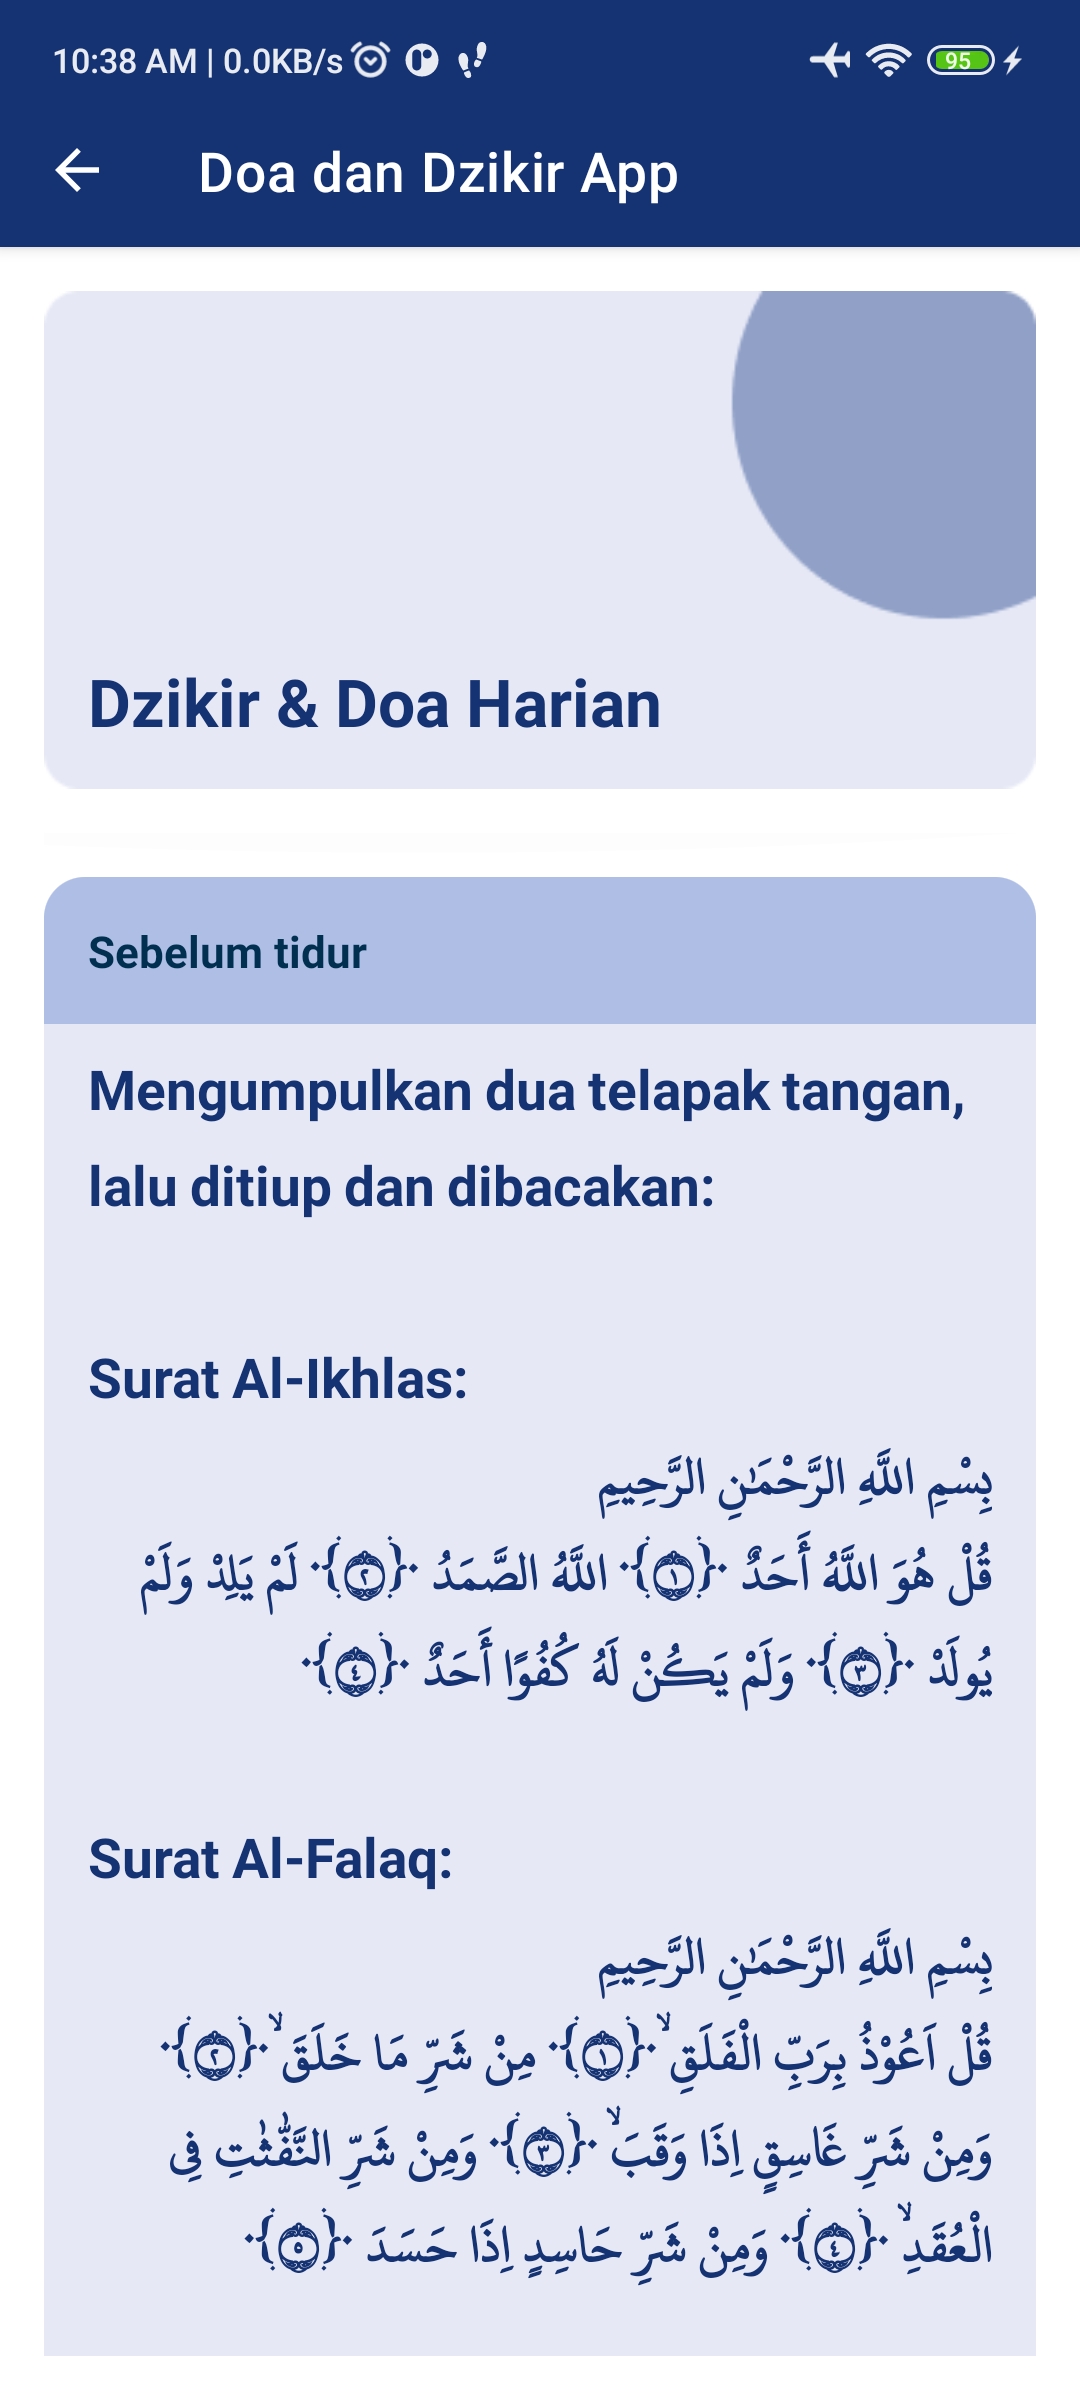 10:38 AM | 0.0KB/s
95
Doa dan Dzikir App
Dzikir & Doa Harian
Sebelum tidur
Mengumpulkan dua telapak tangan,
lalu ditiup dan dibacakan:
Surat Al-Ikhlas:
بِسْمِ اللَّهِ الرَّحْمَٰنِ الرَّحِيمِ
قُلْ هُوَ اللَّهُ أَحَدٌ ﴿١﴾ اللَّهُ الصَّمَدُ ﴿٢﴾ لَمْ يَلِدْ وَلَمْ
يُولَدْ ﴿٣﴾ وَلَمْ يَكُنْ لَهُ كُفُوًا أَحَدٌ ﴿٤﴾
Surat Al-Falaq:
بِسْمِ اللَّهِ الرَّحْمَٰنِ الرَّحِيمِ
قُلْ اَعُوْذُ بِرَبِّ الْفَلَقِۙ ﴿١﴾ مِنْ شَرِّ مَا خَلَقَۙ ﴿٢﴾
وَمِنْ شَرِّ غَاسِقٍ اِذَا وَقَبَۙ ﴿٣﴾ وَمِنْ شَرِّ النَّفّٰثٰتِ فِى
الْعُقَدِۙ ﴿٤﴾ وَمِنْ شَرِّ حَاسِدٍ اِذَا حَسَدَ ﴿٥﴾